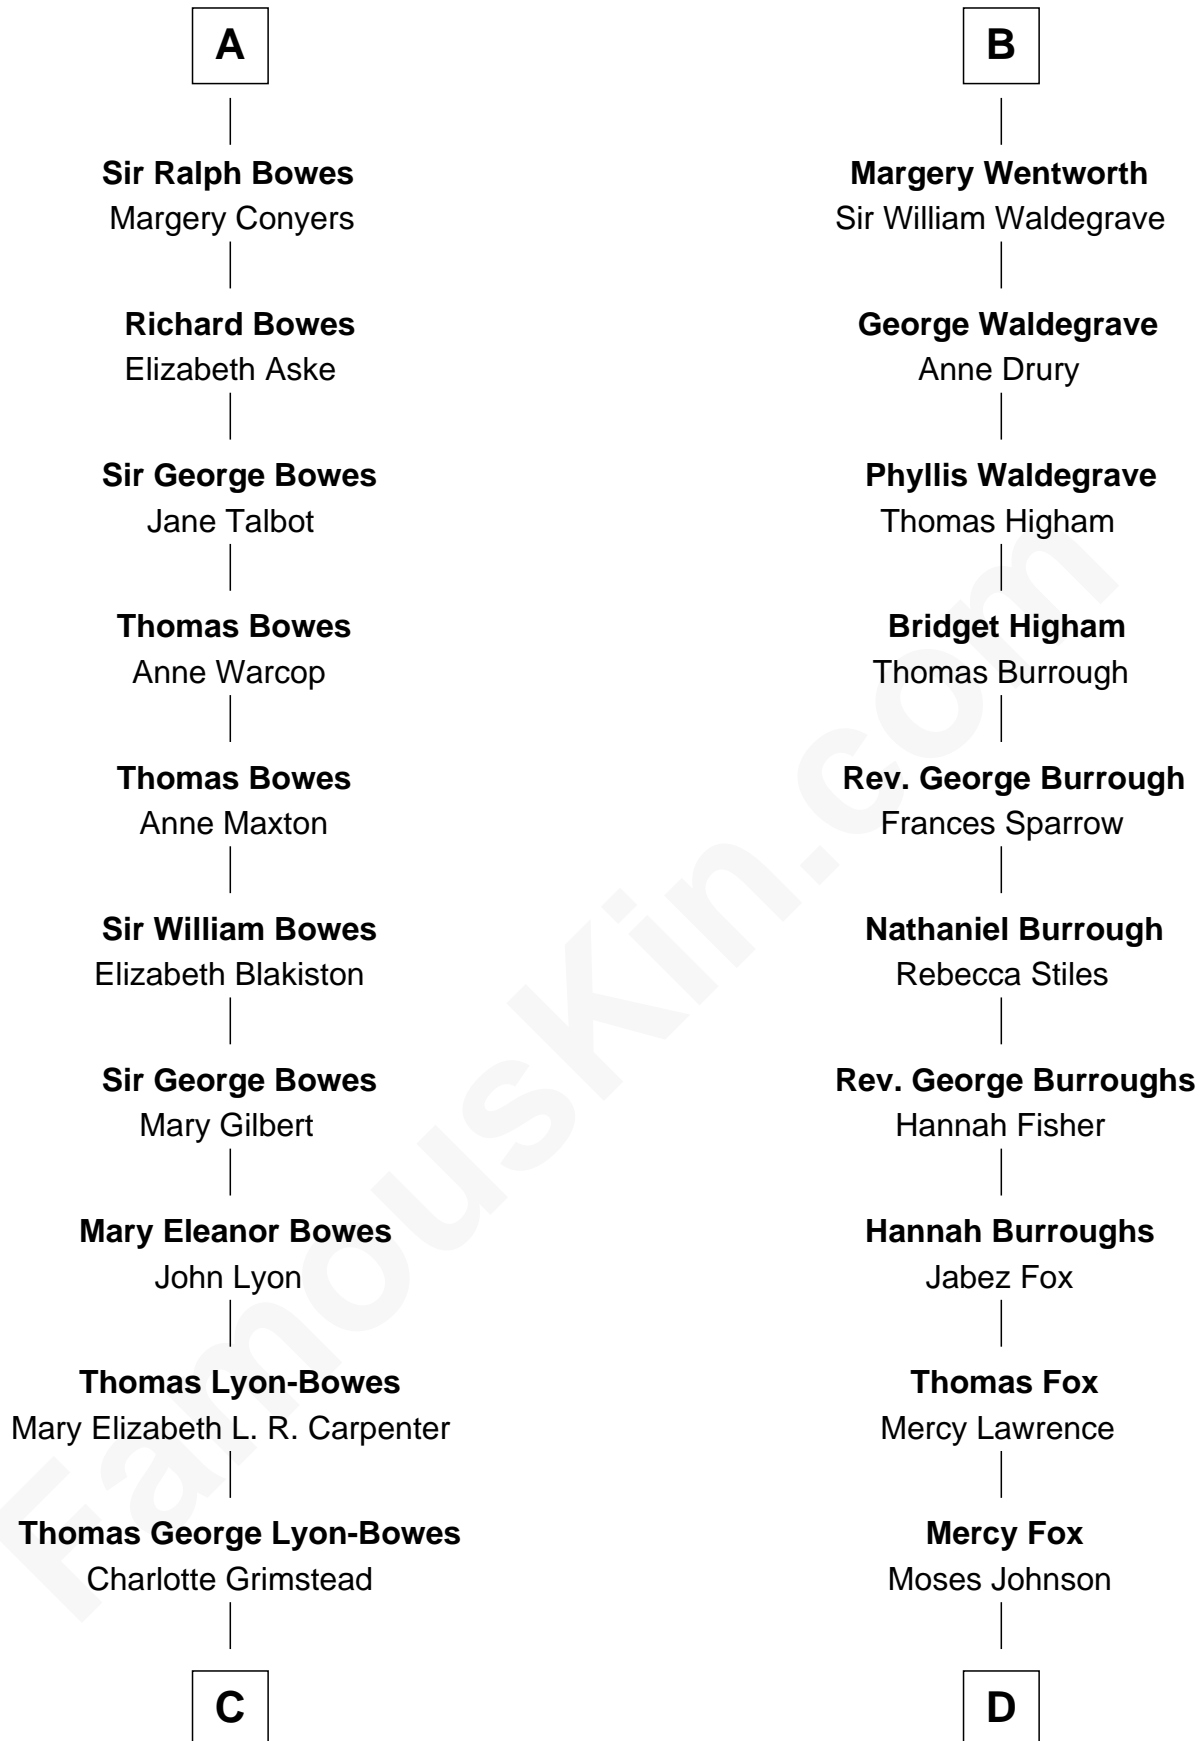 A
Sir Ralph Bowes
Margery Conyers
Richard Bowes
Elizabeth Aske
Sir George Bowes
Jane Talbot
Thomas Bowes
Anne Warcop
Thomas Bowes
Anne Maxton
Sir William Bowes
Elizabeth Blakiston
Sir George Bowes
Mary Gilbert
Mary Eleanor Bowes
John Lyon
Thomas Lyon-Bowes
Mary Elizabeth L. R. Carpenter
Thomas George Lyon-Bowes
Charlotte Grimstead
C
B
Margery Wentworth
Sir William Waldegrave
George Waldegrave
Anne Drury
Phyllis Waldegrave
Thomas Higham
Bridget Higham
Thomas Burrough
Rev. George Burrough
Frances Sparrow
Nathaniel Burrough
Rebecca Stiles
Rev. George Burroughs
Hannah Fisher
Hannah Burroughs
Jabez Fox
Thomas Fox
Mercy Lawrence
Mercy Fox
Moses Johnson
D
FamousKin.com